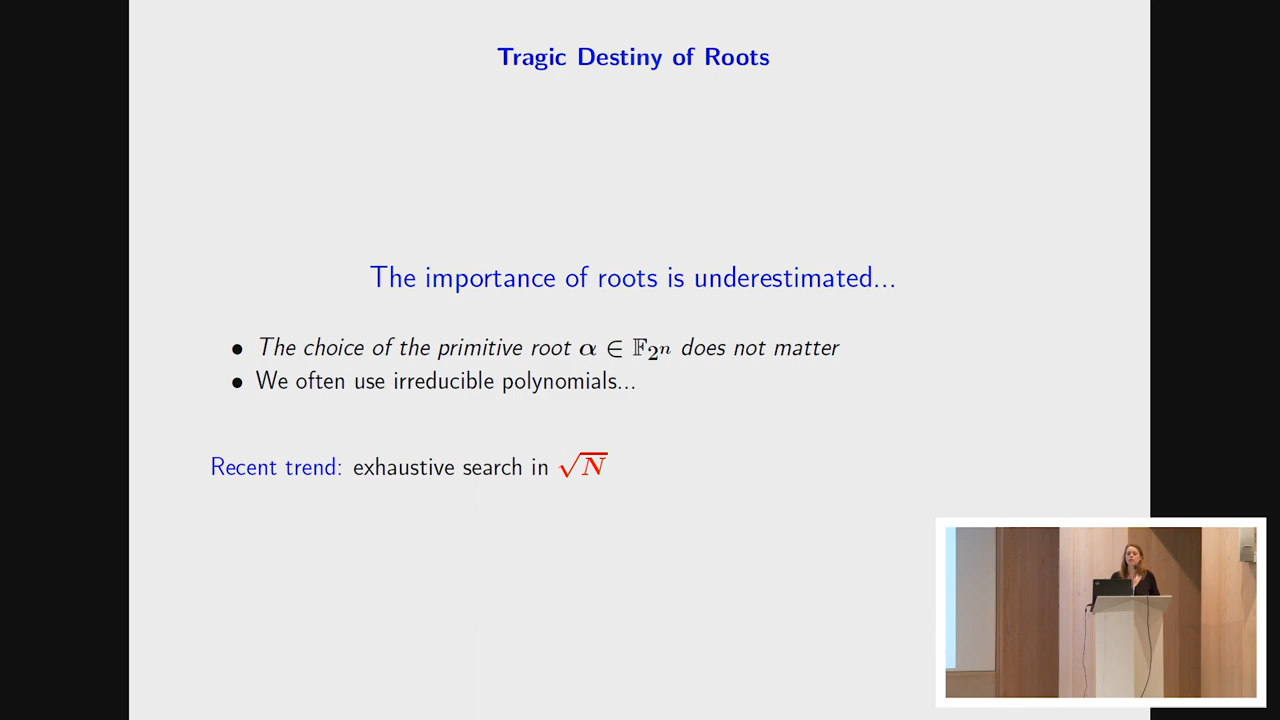 Tragic Destiny of Roots
The importance of roots is underestimated...
• The choice of the primitive root α ∈ 𝔽₂ⁿ does not matter
• We often use irreducible polynomials...
Recent trend: exhaustive search in √N